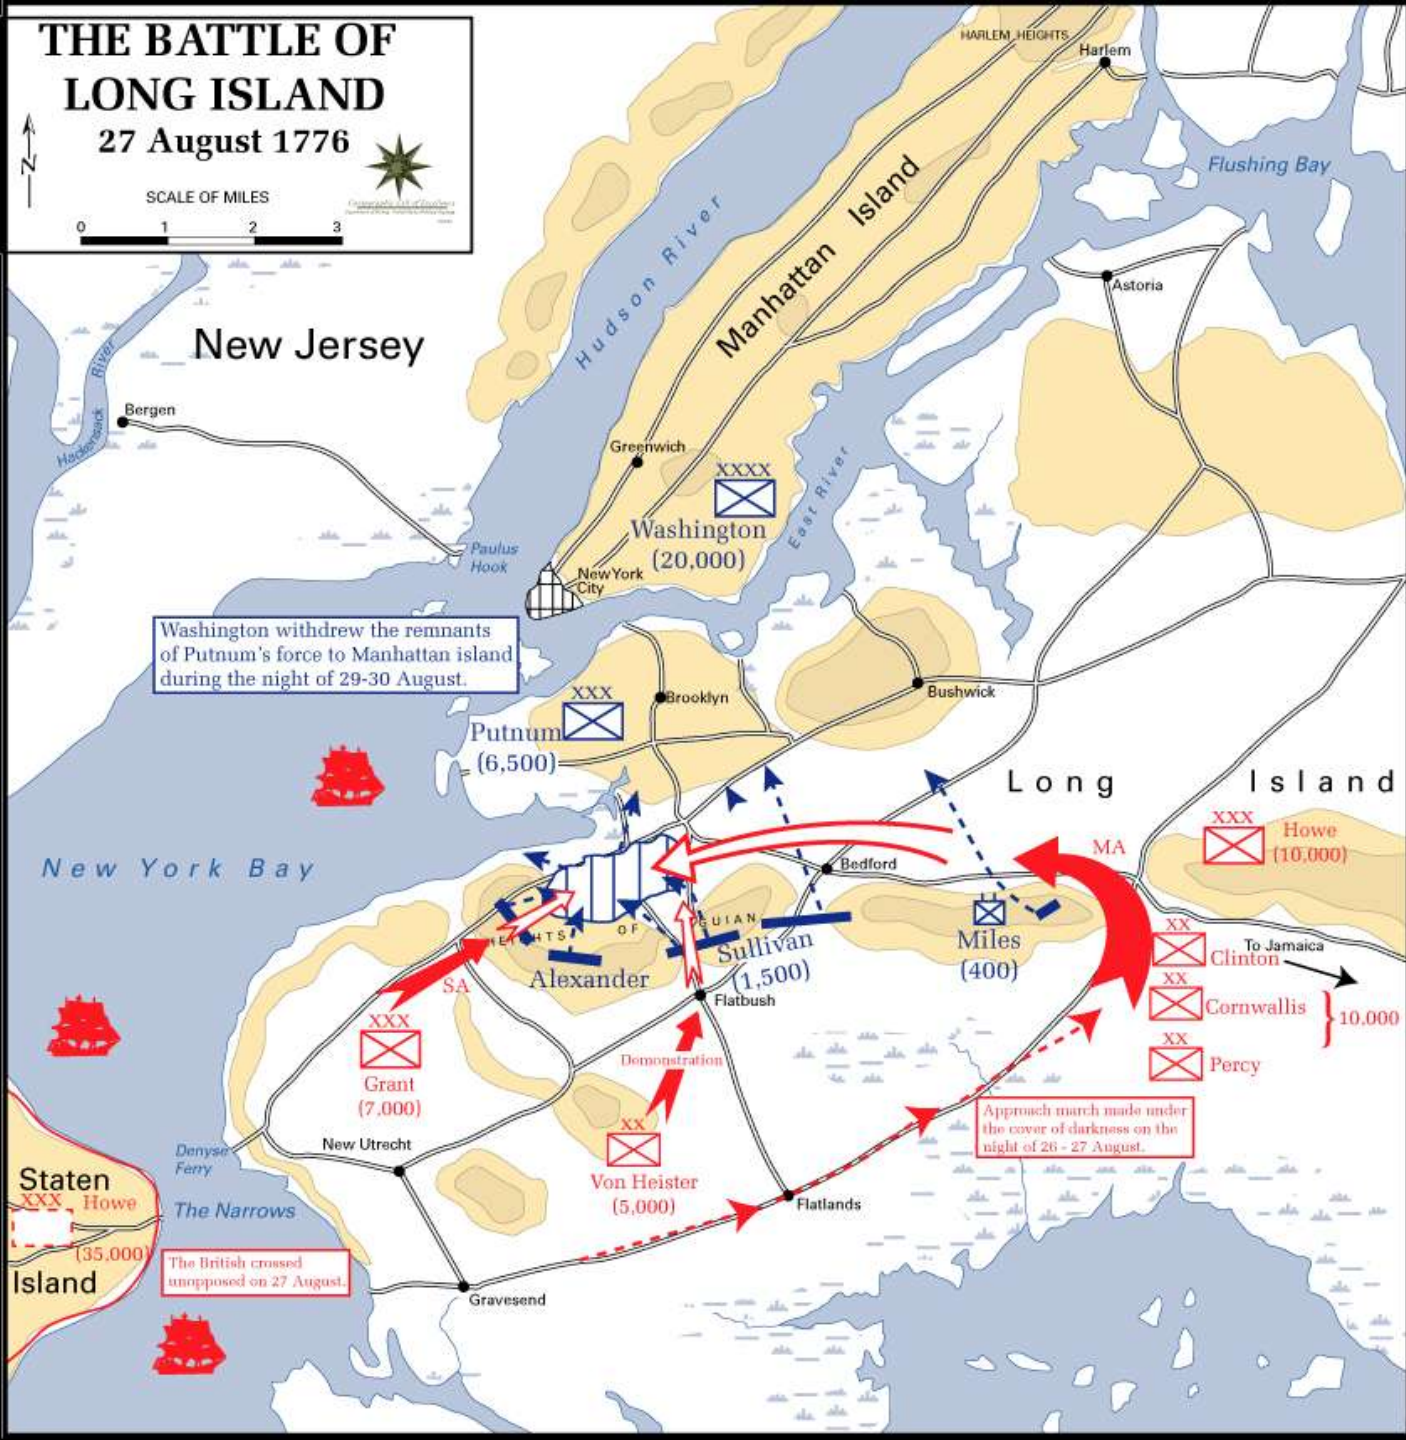 THE BATTLE OF
LONG ISLAND
27 August 1776
N
SCALE OF MILES
0 1 2 3
HARLEM HEIGHTS
Harlem
Flushing Bay
Hudson River
Manhattan Island
Astoria
New Jersey
Hackensack River
Bergen
Greenwich
XXXX
Washington
(20,000)
East River
Paulus
Hook
New York
City
Washington withdrew the remnants
of Putnum's force to Manhattan island
during the night of 29-30 August.
XXX
Putnum
(6,500)
Brooklyn
Bushwick
Long Island
XXX
Howe
(10,000)
MA
New York Bay
Bedford
HEIGHTS OF GUIAN
Alexander
Sullivan
(1,500)
Miles
(400)
XX
Clinton
To Jamaica
XX
Cornwallis
10,000
XX
Percy
SA
Flatbush
XXX
Grant
(7,000)
Demonstration
XX
Von Heister
(5,000)
Approach march made under
the cover of darkness on the
night of 26 - 27 August.
Denyse
Ferry
New Utrecht
Staten
Island
XXX Howe
(35,000)
The Narrows
Flatlands
The British crossed
unopposed on 27 August.
Gravesend